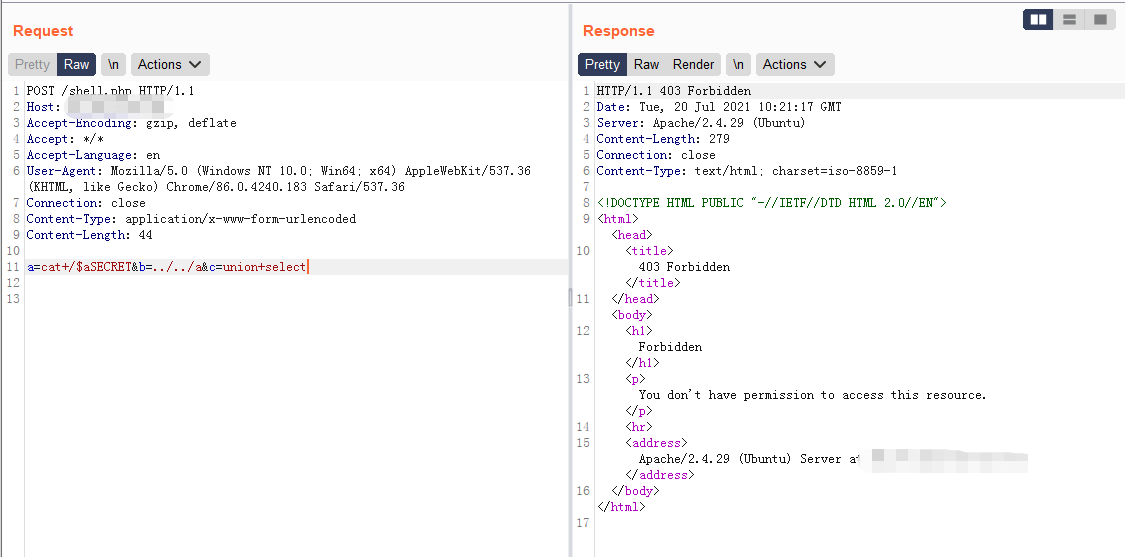 Request
Pretty Raw \n Actions
1 POST /shell.php HTTP/1.1
2 Host:
3 Accept-Encoding: gzip, deflate
4 Accept: */*
5 Accept-Language: en
6 User-Agent: Mozilla/5.0 (Windows NT 10.0; Win64; x64) AppleWebKit/537.36
(KHTML, like Gecko) Chrome/86.0.4240.183 Safari/537.36
7 Connection: close
8 Content-Type: application/x-www-form-urlencoded
9 Content-Length: 44
10
11 a=cat+/$aSECRET&b=../../a&c=union+select
12
13
Response
Pretty Raw Render \n Actions
1 HTTP/1.1 403 Forbidden
2 Date: Tue, 20 Jul 2021 10:21:17 GMT
3 Server: Apache/2.4.29 (Ubuntu)
4 Content-Length: 279
5 Connection: close
6 Content-Type: text/html; charset=iso-8859-1
7
8 <!DOCTYPE HTML PUBLIC "-//IETF//DTD HTML 2.0//EN">
9 <html>
<head>
10 <title>
403 Forbidden
</title>
11 </head>
<body>
12 <h1>
Forbidden
</h1>
13 <p>
You don't have permission to access this resource.
</p>
14 <hr>
15 <address>
Apache/2.4.29 (Ubuntu) Server at
</address>
16 </body>
</html>
17